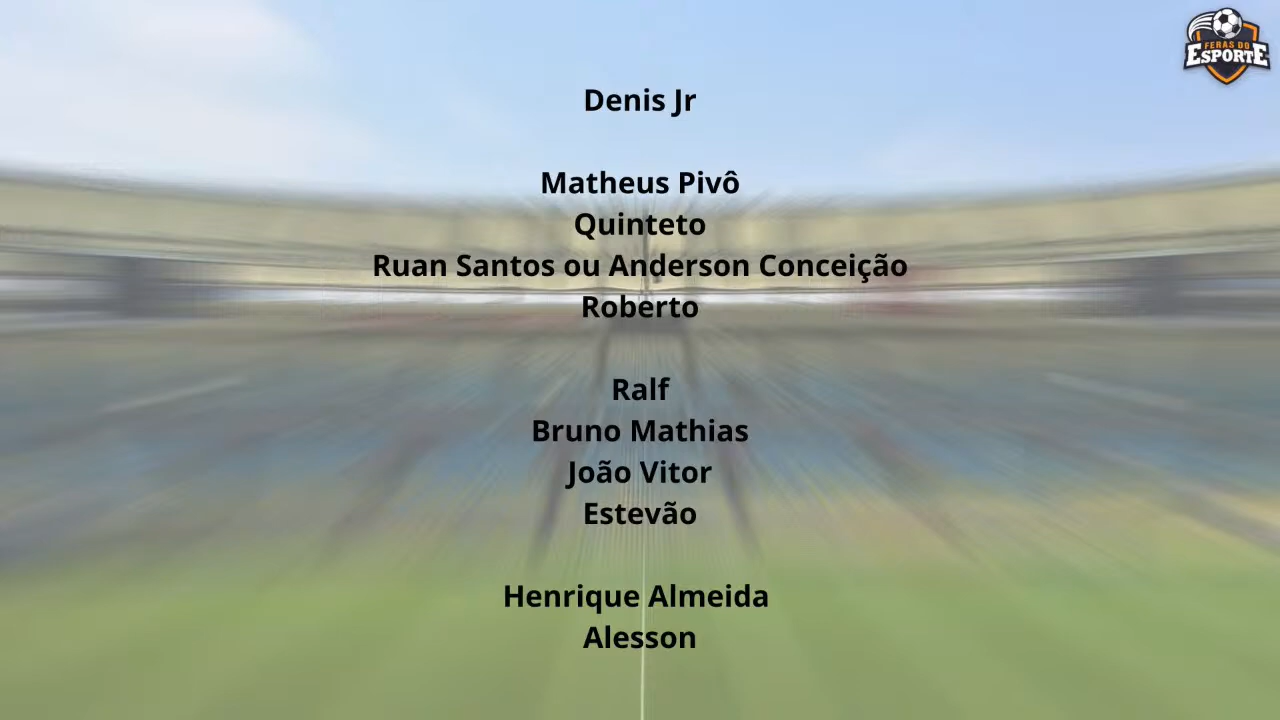 FERAS DO
ESPORTE
Denis Jr
Matheus Pivô
Quinteto
Ruan Santos ou Anderson Conceição
Roberto
Ralf
Bruno Mathias
João Vitor
Estevão
Henrique Almeida
Alesson